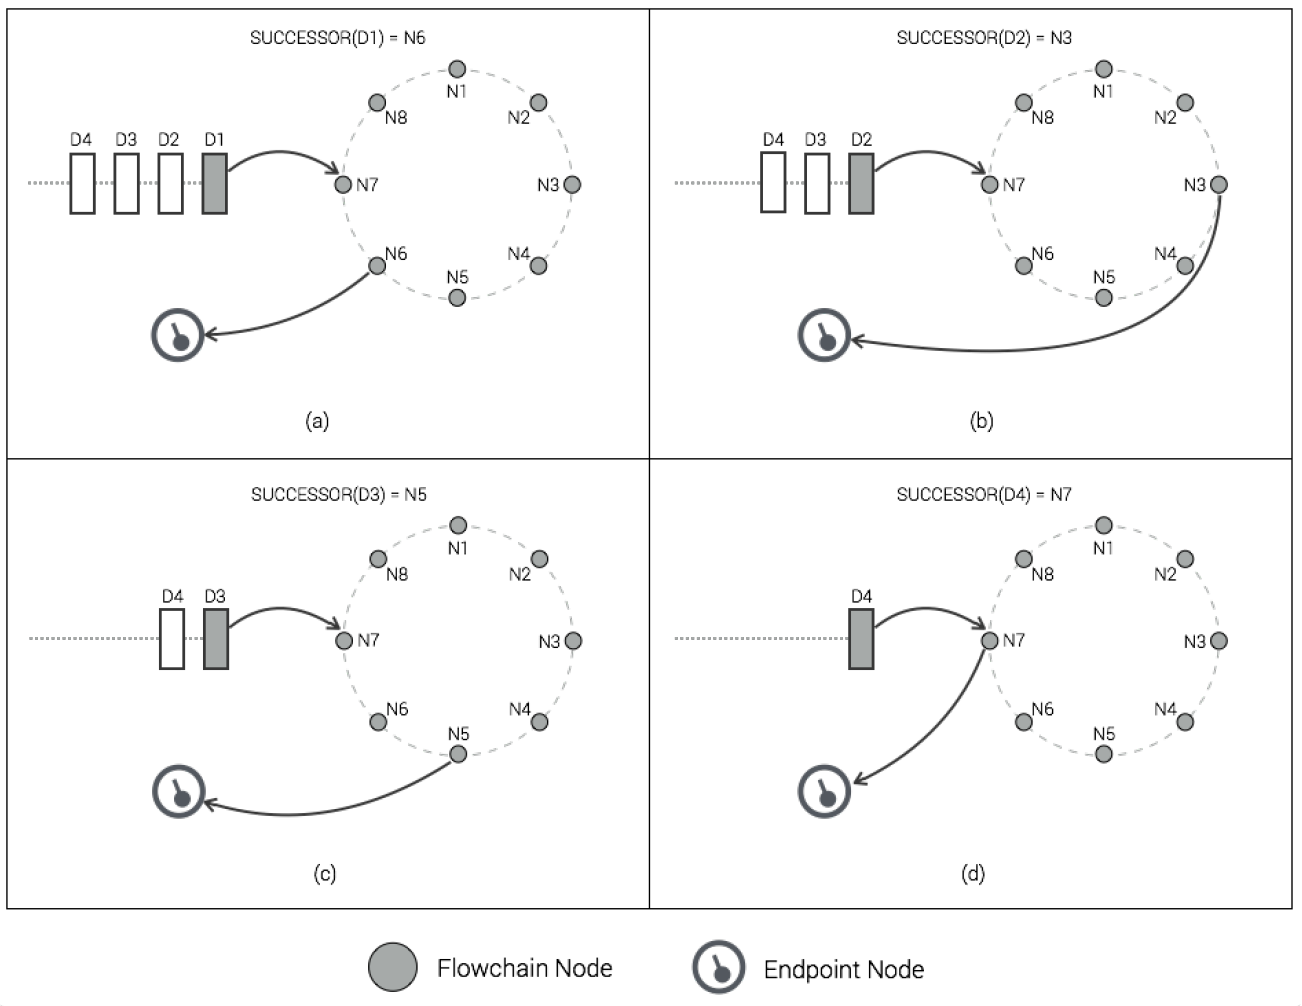 SUCCESSOR(D1) = N6
N1
N8
N2
D4 D3 D2 D1
N7
N3
N6
N4
N5
(a)
SUCCESSOR(D2) = N3
N1
N8
N2
D4 D3 D2
N7
N3
N6
N4
N5
(b)
SUCCESSOR(D3) = N5
N1
N8
N2
D4 D3
N7
N3
N6
N4
N5
(c)
SUCCESSOR(D4) = N7
N1
N8
N2
D4
N7
N3
N6
N4
N5
(d)
Flowchain Node
Endpoint Node